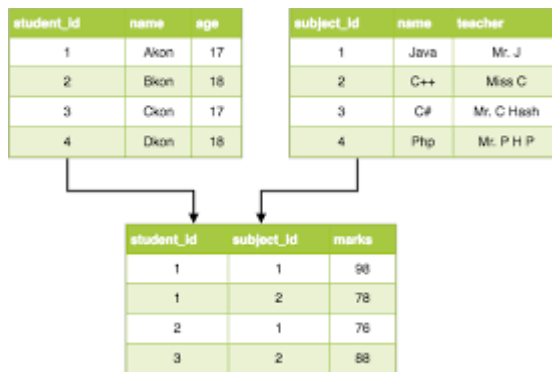 student_id name age
1 Akon 17
2 Bkon 18
3 Ckon 17
4 Dkon 18
subject_id name teacher
1 Java Mr. J
2 C++ Miss C
3 C# Mr. C Hash
4 Php Mr. P H P
student_id subject_id marks
1 1 98
1 2 78
2 1 76
3 2 88